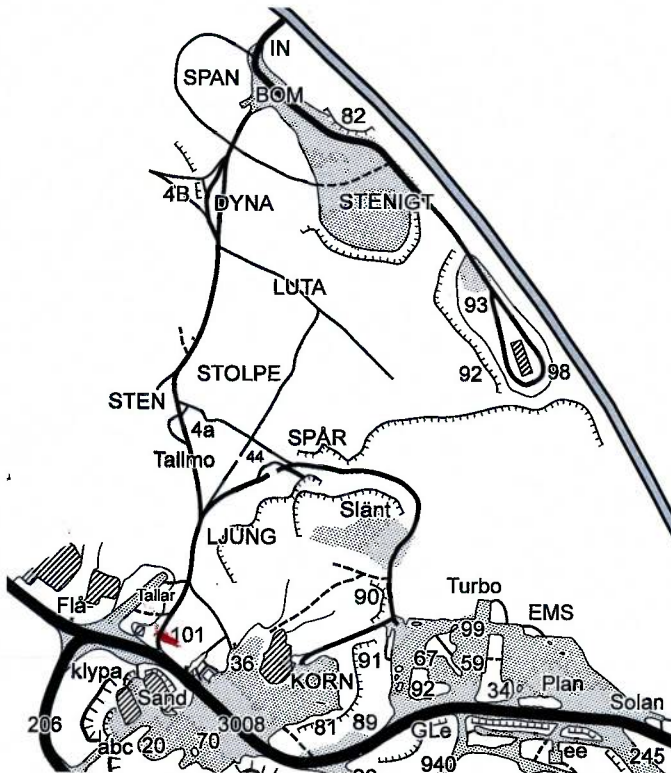 IN
SPAN
BOM
82
4B
DYNA
STENIGT
LUTA
93
92
98
STOLPE
STEN
4a
SPÅR
Tallmo
44
Slänt
LJUNG
Tallar
Flå-
90
Turbo
EMS
101
99
36
91
67
59
klypa
KORN
92
34
Plan
Sand
Solan
206
3008
81
89
GLe
abc
20
70
ee
940
245